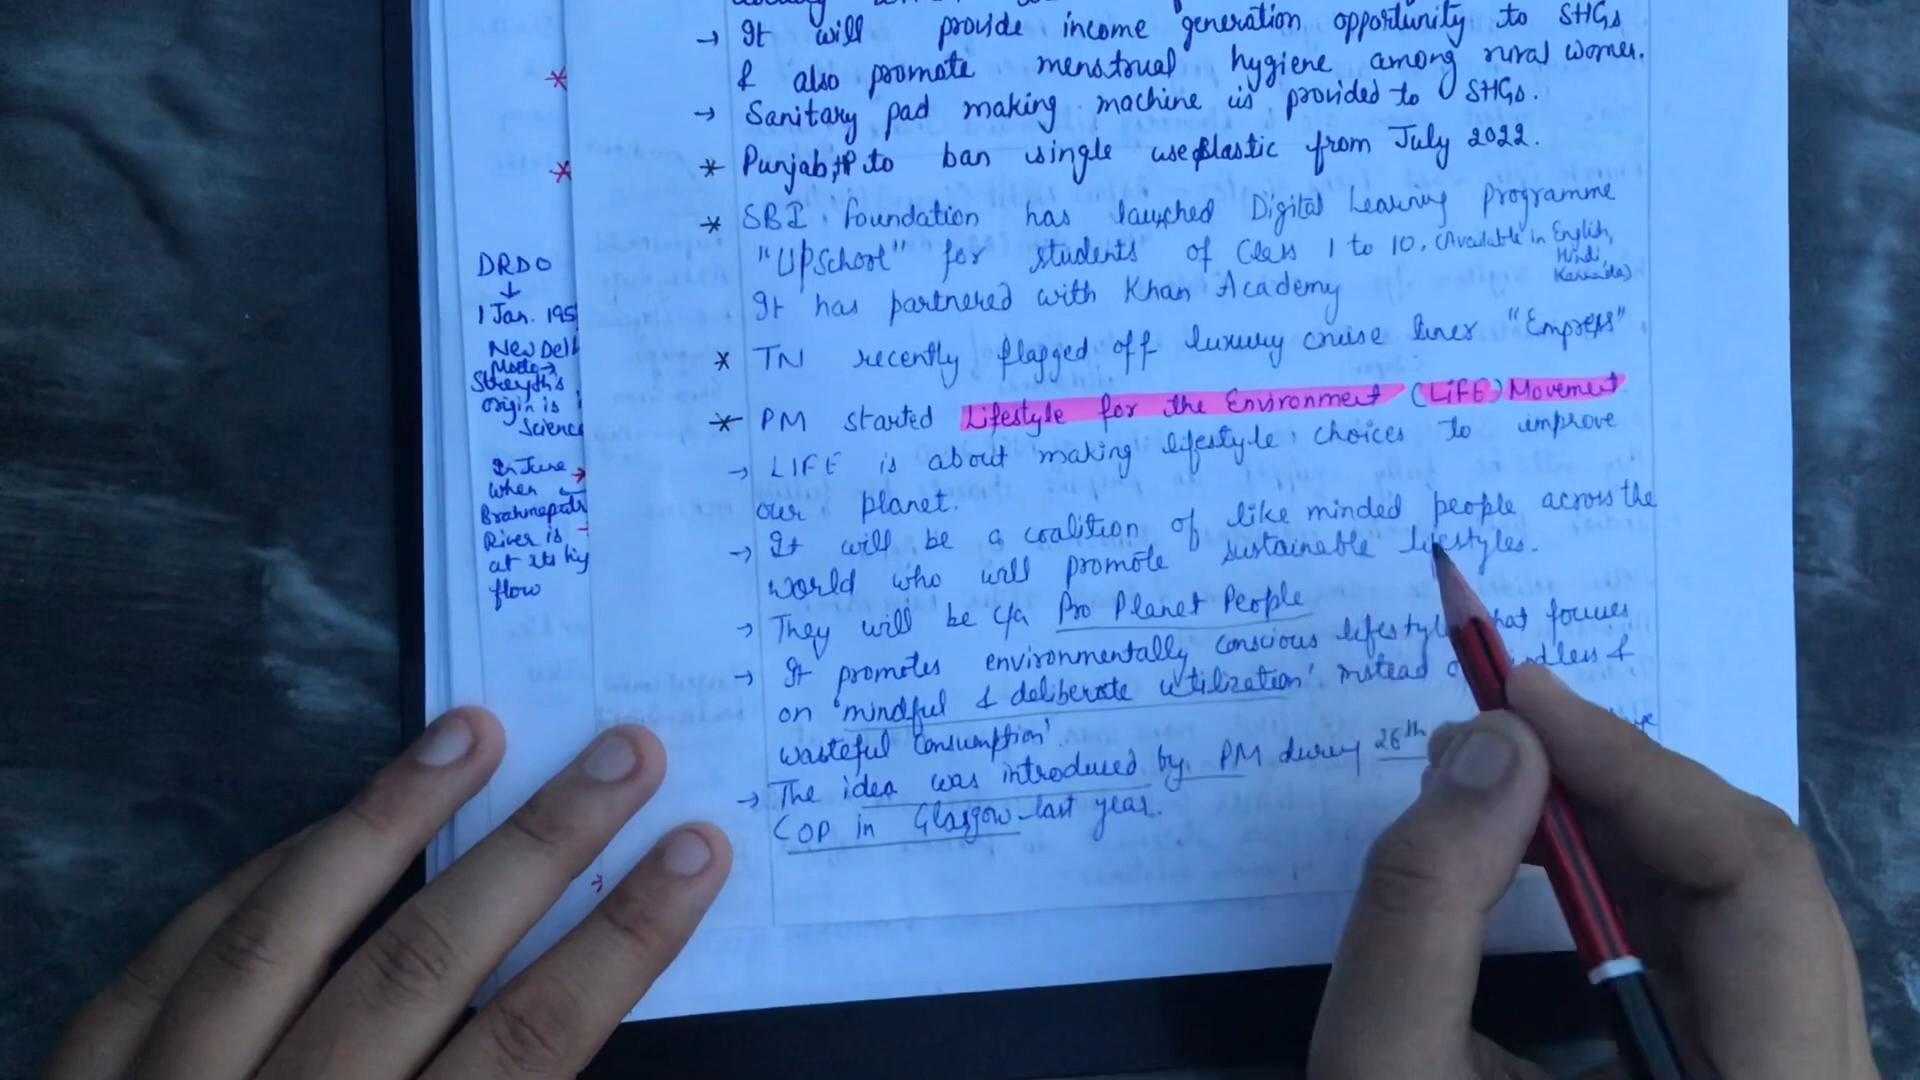 → It will provide income generation opportunity to SHGs
& also promote menstrual hygiene among rural women.
→ Sanitary pad making machine is provided to SHGs.
* Punjab, HP to ban single use plastic from July 2022.
* SBI Foundation has launched Digital Learning Programme
"UPSchool" for students of Class 1 to 10. (Available in English,
Hindi,
Kannada)
It has partnered with Khan Academy
* TN recently flagged off luxury cruise liner "Empress"
* PM started Lifestyle for the Environment (LiFE) Movement
→ LIFE is about making lifestyle choices to improve
our planet.
→ It will be a coalition of like minded people across the
world who will promote sustainable lifestyles.
→ They will be c/a Pro Planet People
→ It promotes environmentally conscious lifestyle that focuses
on 'mindful & deliberate utilization' instead &
wasteful consumption'.
→ The idea was introduced by PM during 26th
COP in Glasgow last year.
DRDO
↓
1 Jan. 195
New Delh
Motto→
Strength's
origin is
Science
In June
when
River is
at its hig
flow